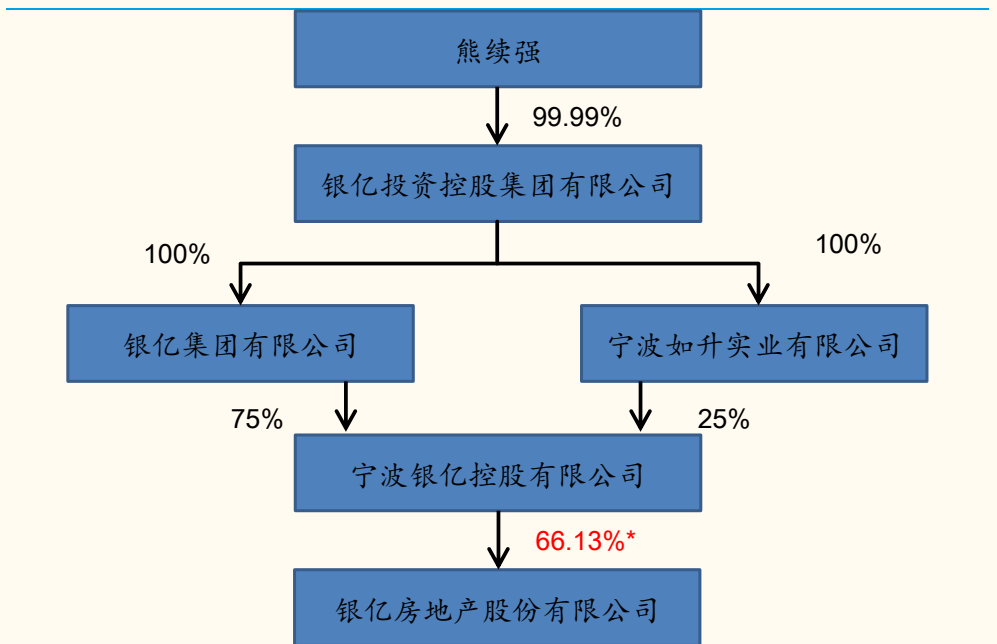 熊续强
99.99%
银亿投资控股集团有限公司
100%
100%
银亿集团有限公司
宁波如升实业有限公司
75%
25%
宁波银亿控股有限公司
66.13%*
银亿房地产股份有限公司